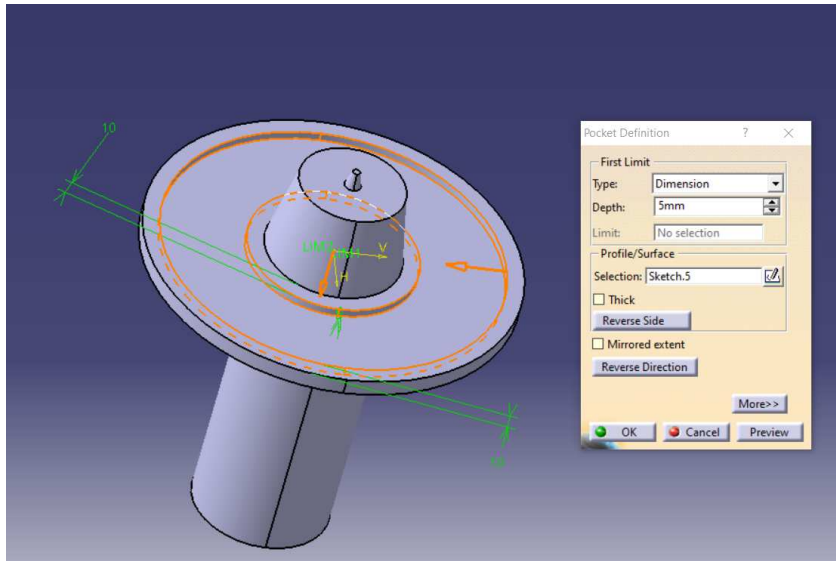 10
V
H
Pocket Definition ? ×
First Limit
Type: Dimension
Depth: 5mm
Limit: No selection
Profile/Surface
Selection: Sketch.5
Thick
Reverse Side
Mirrored extent
Reverse Direction
More>>
OK Cancel Preview